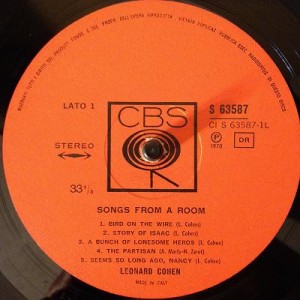 LATO 1
CBS
S 63587
CI S 63587-1L
STEREO
℗
1970
DR
33⅓
SONGS FROM A ROOM
1. BIRD ON THE WIRE (L. Cohen)
2. STORY OF ISAAC (L. Cohen)
3. A BUNCH OF LONESOME HEROS (L. Cohen)
4. THE PARTISAN (A. Marly-H. Zaret)
5. SEEMS SO LONG AGO, NANCY (L. Cohen)
LEONARD COHEN
MADE IN ITALY